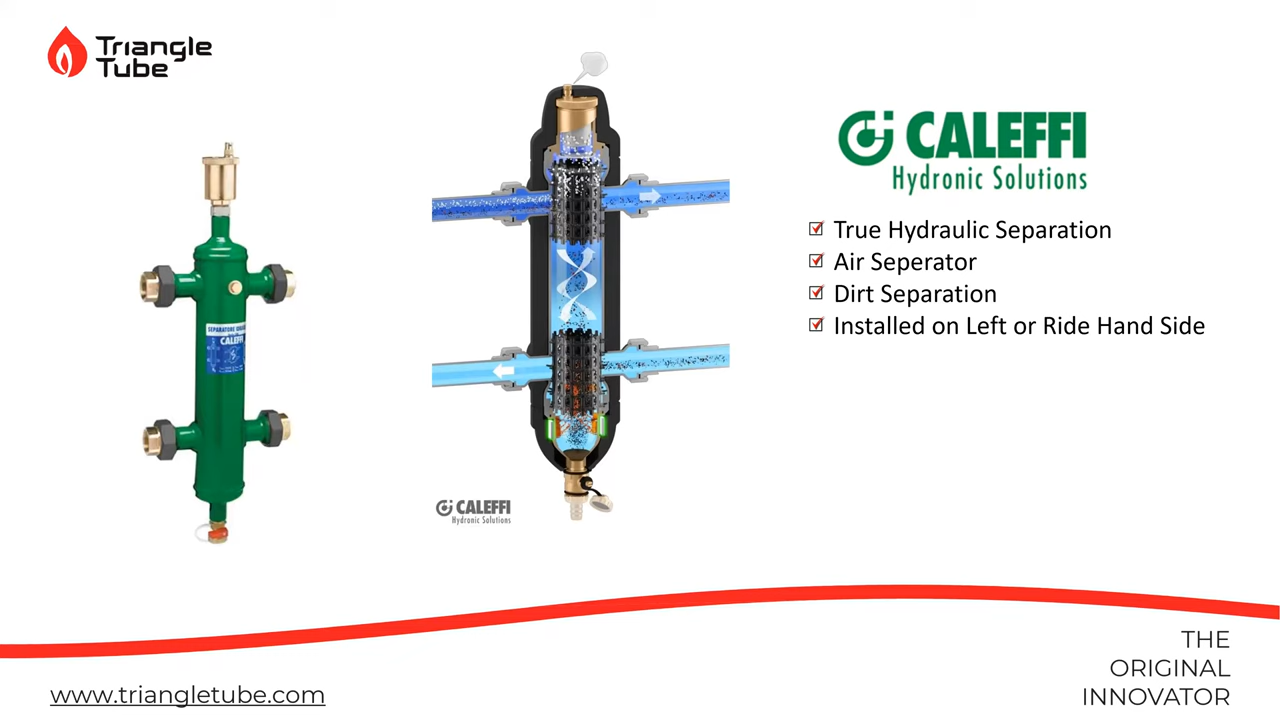 Triangle
Tube
CALEFFI
Hydronic Solutions
True Hydraulic Separation
Air Seperator
Dirt Separation
Installed on Left or Ride Hand Side
CALEFFI
CALEFFI
Hydronic Solutions
THE
ORIGINAL
INNOVATOR
www.triangletube.com